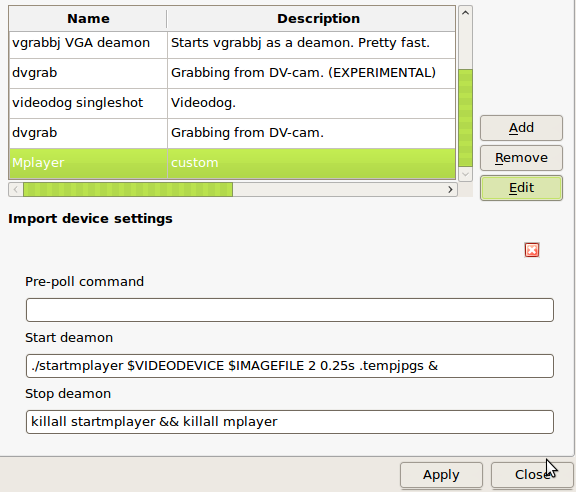 Name Description
vgrabbj VGA deamon Starts vgrabbj as a deamon. Pretty fast.
dvgrab Grabbing from DV-cam. (EXPERIMENTAL)
videodog singleshot Videodog.
dvgrab Grabbing from DV-cam.
Mplayer custom
Add
Remove
Edit
Import device settings
Pre-poll command
Start deamon
./startmplayer $VIDEODEVICE $IMAGEFILE 2 0.25s .tempjpgs &
Stop deamon
killall startmplayer && killall mplayer
Apply Close